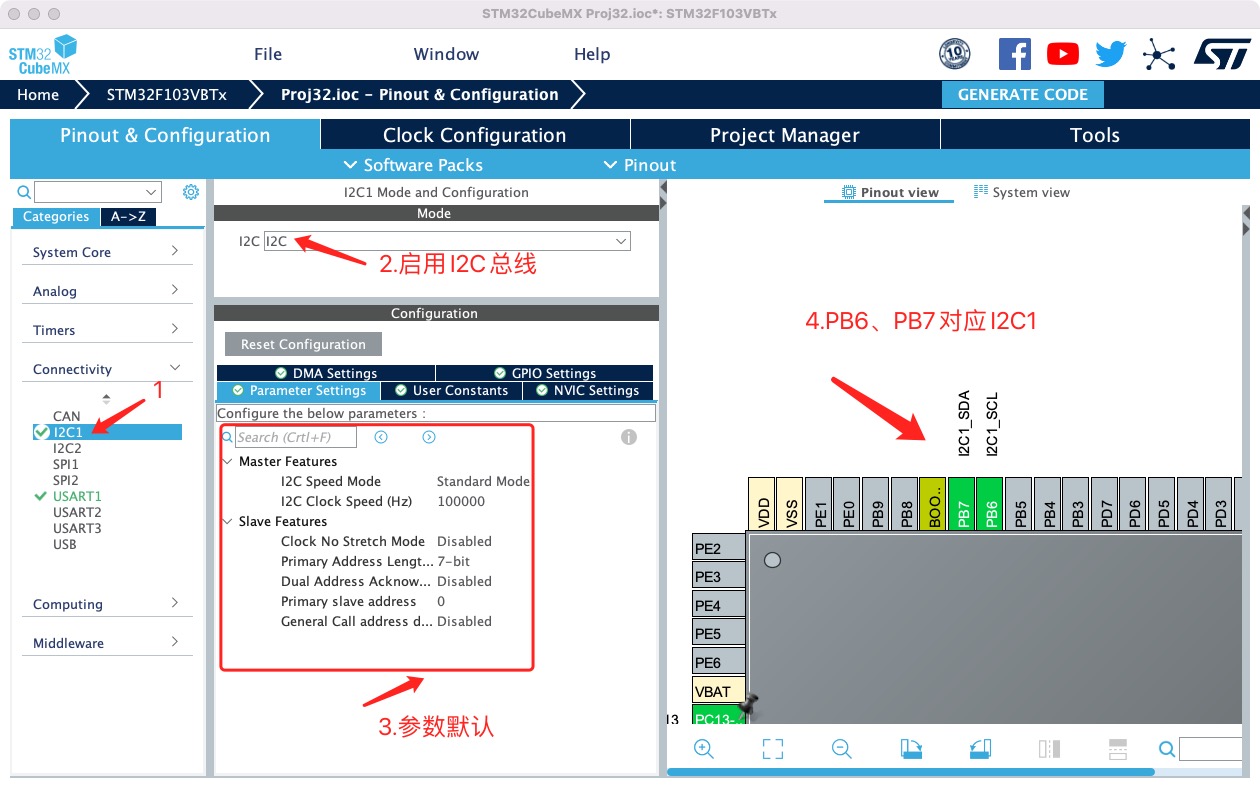 STM32CubeMX Proj32.ioc*: STM32F103VBTx
STM32
CubeMX
File
Window
Help
10
Home
STM32F103VBTx
Proj32.ioc – Pinout & Configuration
GENERATE CODE
Pinout & Configuration
Clock Configuration
Project Manager
Tools
Software Packs
Pinout
Categories
A->Z
System Core
Analog
Timers
Connectivity
1
CAN
I2C1
I2C2
SPI1
SPI2
USART1
USART2
USART3
USB
Computing
Middleware
I2C1 Mode and Configuration
Mode
I2C I2C
2.启用I2C总线
Configuration
Reset Configuration
DMA Settings
GPIO Settings
Parameter Settings
User Constants
NVIC Settings
Configure the below parameters :
Search (Crtl+F)
Master Features
I2C Speed Mode Standard Mode
I2C Clock Speed (Hz) 100000
Slave Features
Clock No Stretch Mode Disabled
Primary Address Lengt... 7-bit
Dual Address Acknow... Disabled
Primary slave address 0
General Call address d... Disabled
3.参数默认
Pinout view
System view
4.PB6、PB7对应I2C1
I2C1_SDA
I2C1_SCL
VDD
VSS
PE1
PE0
PB9
PB8
BOO..
PB7
PB6
PB5
PB4
PB3
PD7
PD6
PD5
PD4
PD3
PE2
PE3
PE4
PE5
PE6
VBAT
13
PC13-..